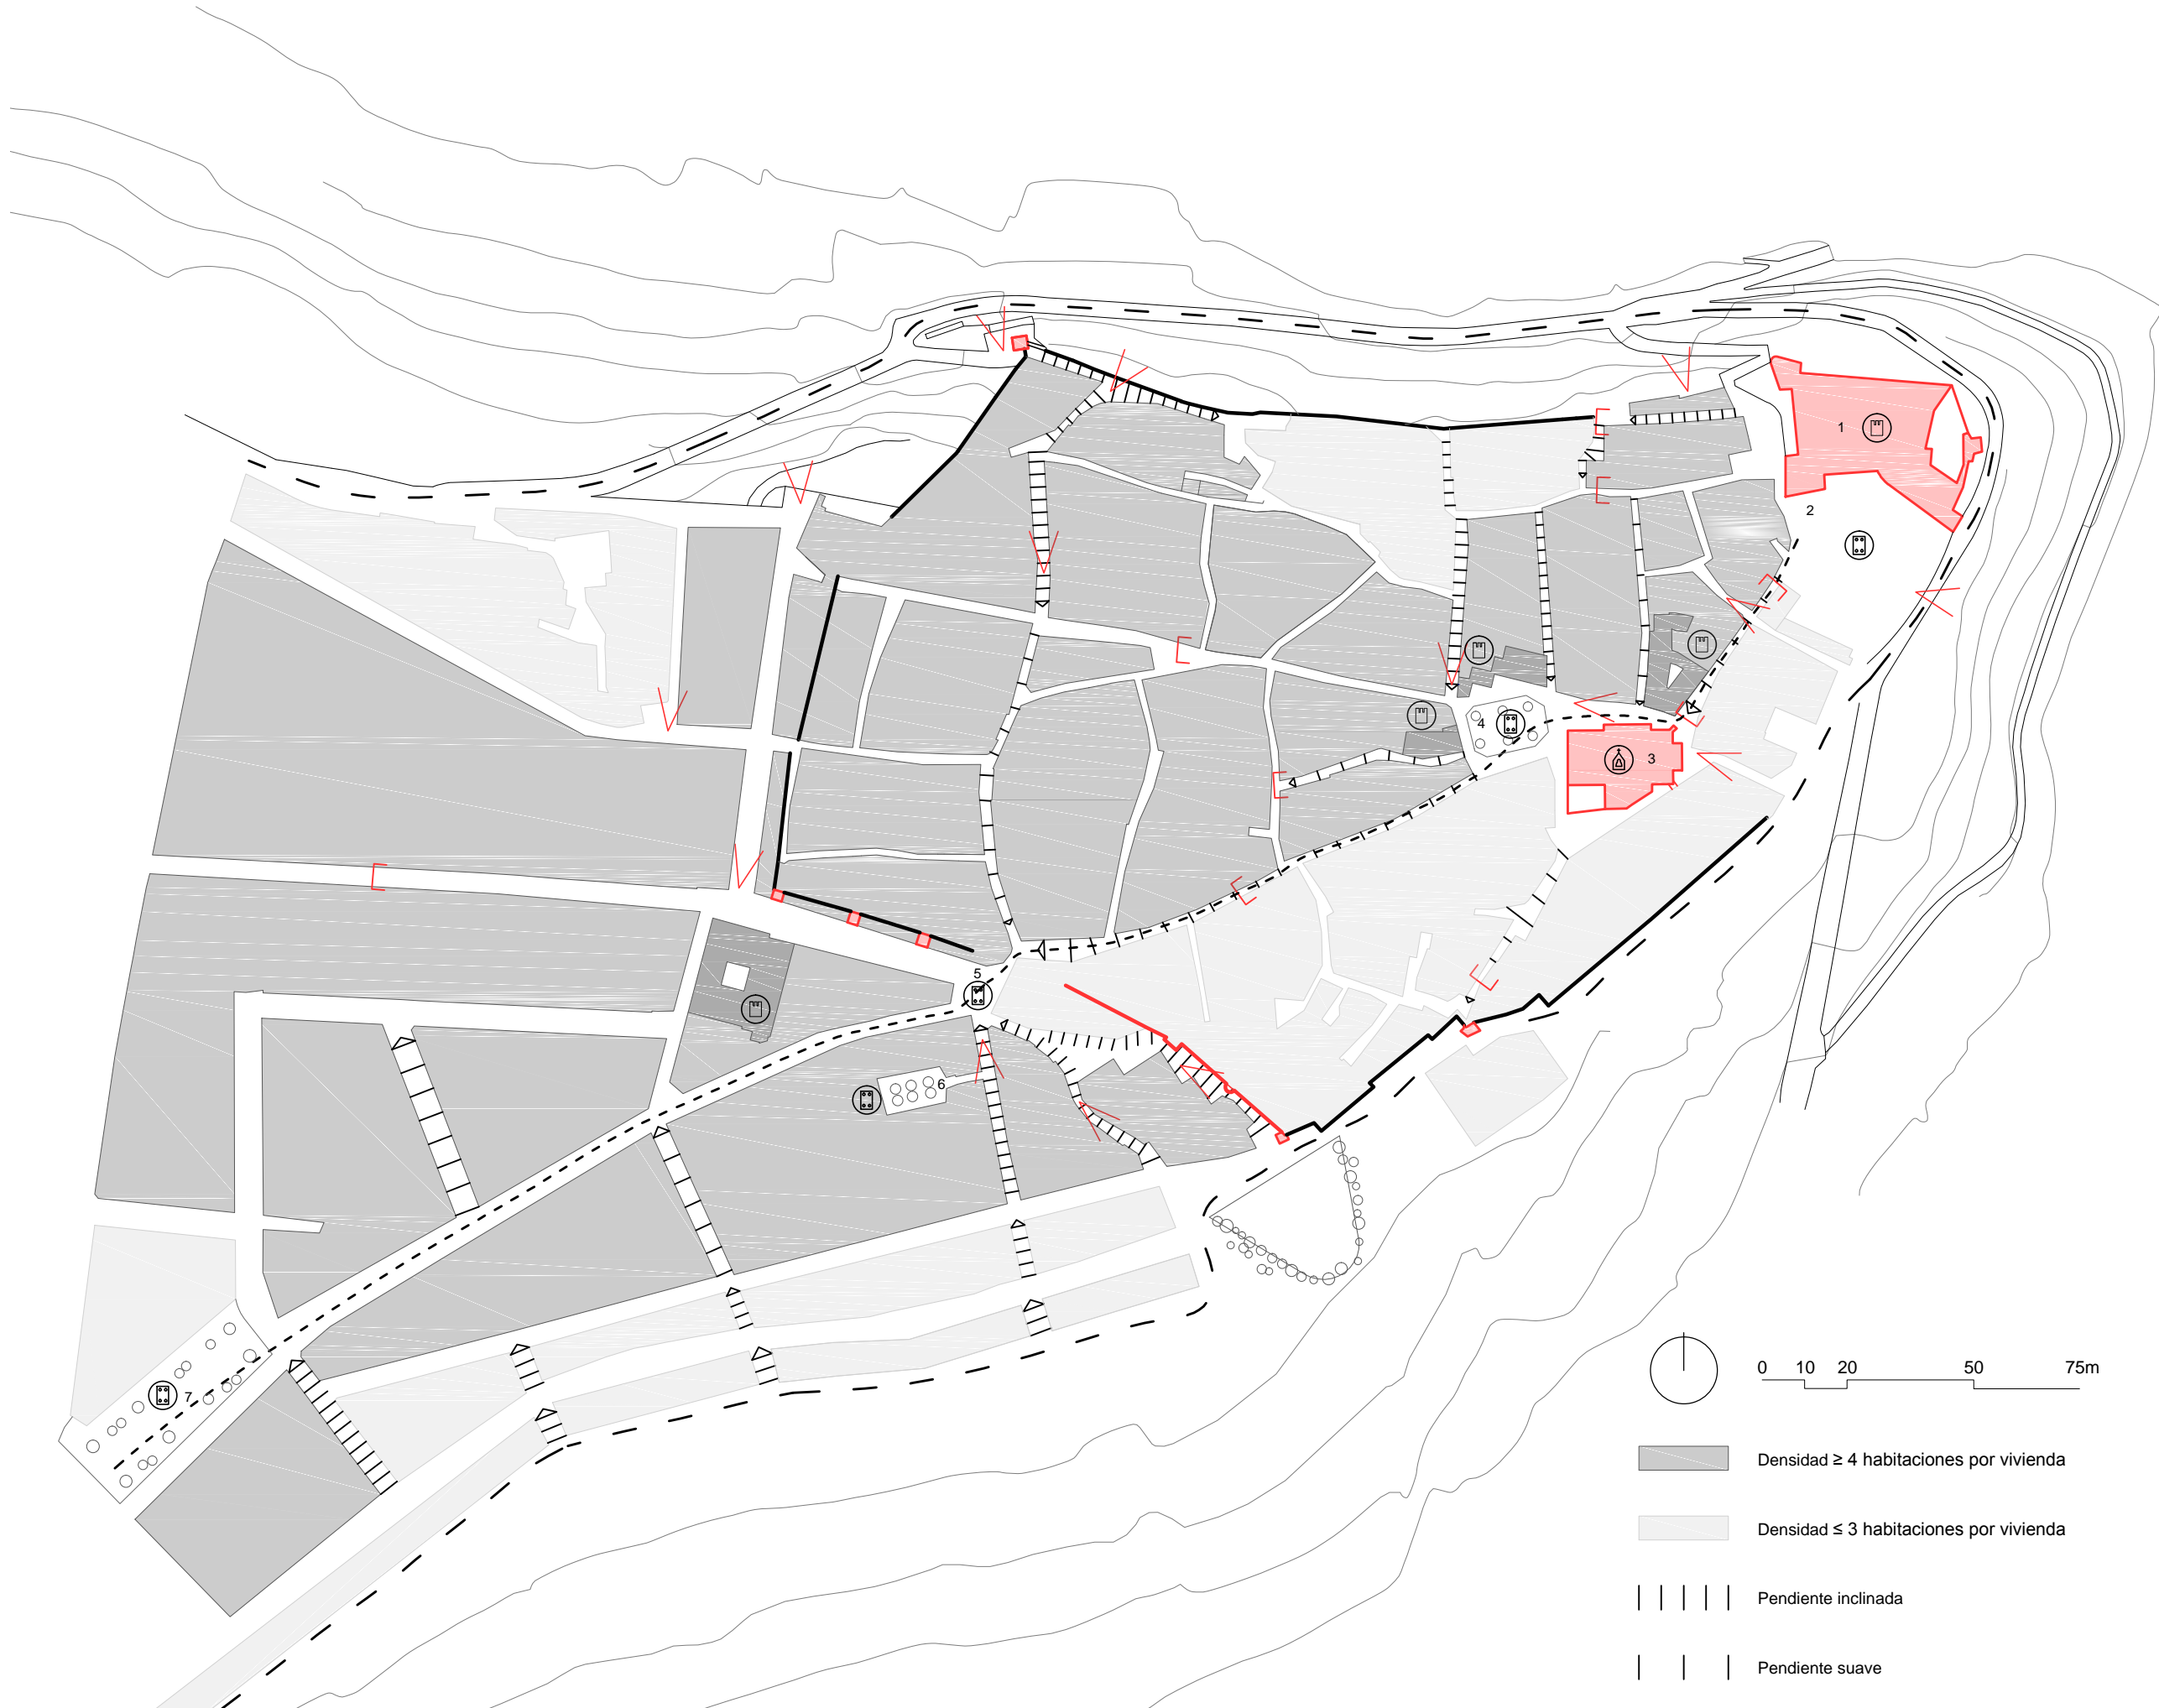 1
2
3
4
5
6
7
0 10 20 50 75m
Densidad ≥ 4 habitaciones por vivienda
Densidad ≤ 3 habitaciones por vivienda
Pendiente inclinada
Pendiente suave